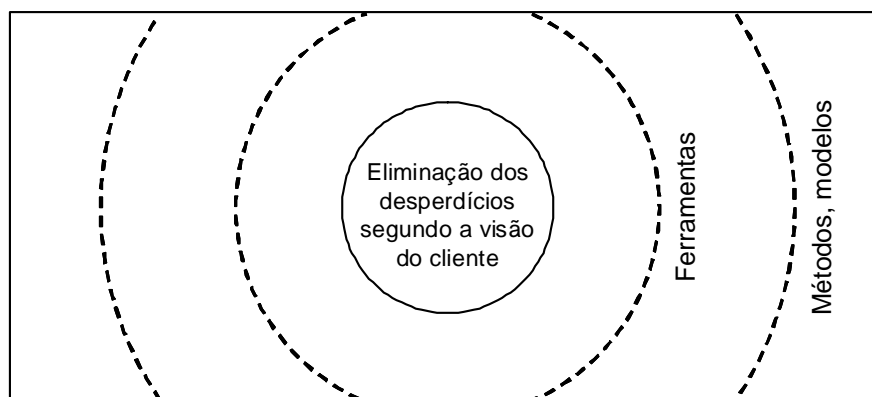 Eliminação dos
desperdícios
segundo a visão
do cliente
Ferramentas
Métodos, modelos